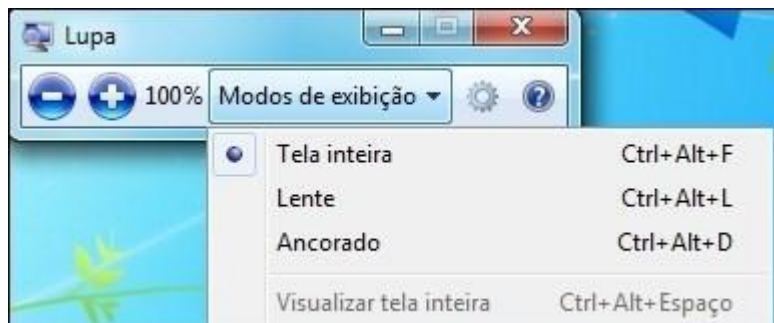 Lupa
100% Modos de exibição
Tela inteira Ctrl+Alt+F
Lente Ctrl+Alt+L
Ancorado Ctrl+Alt+D
Visualizar tela inteira Ctrl+Alt+Espaço